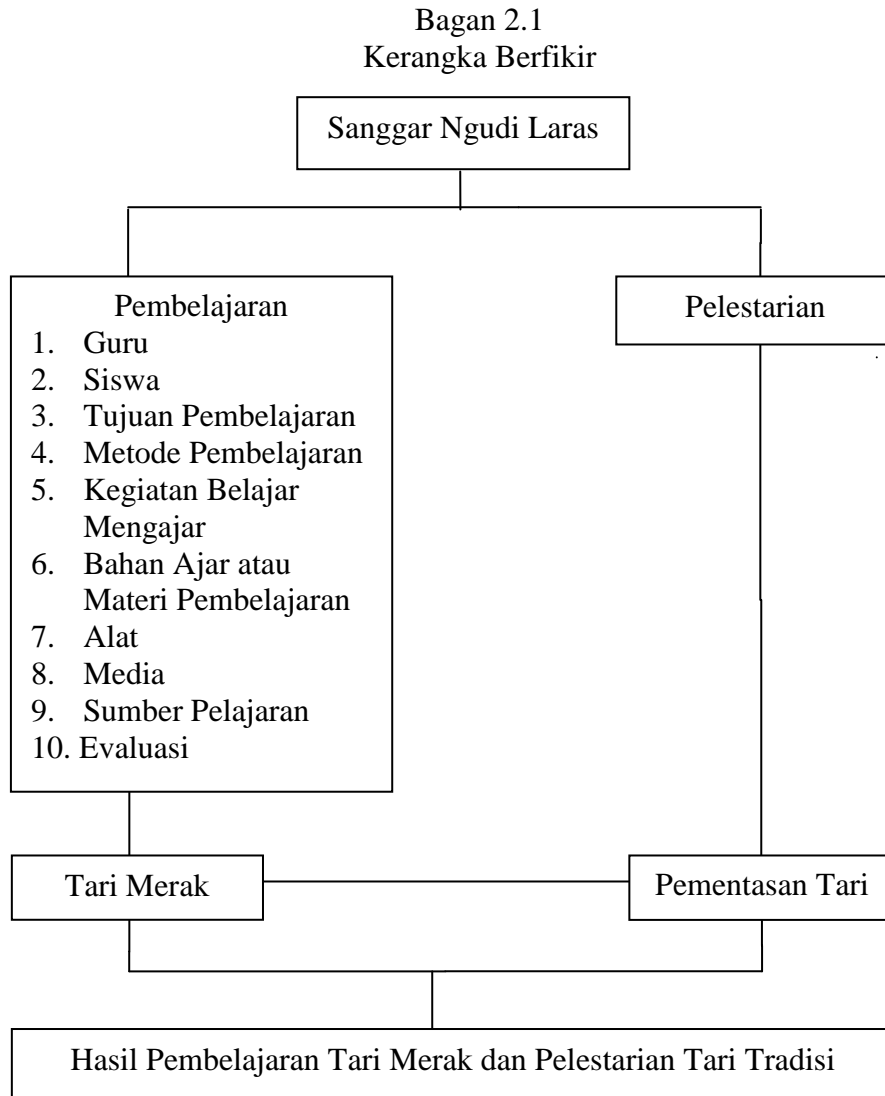 Bagan 2.1
Kerangka Berfikir
Sanggar Ngudi Laras
Pembelajaran
1. Guru
2. Siswa
3. Tujuan Pembelajaran
4. Metode Pembelajaran
5. Kegiatan Belajar
Mengajar
6. Bahan Ajar atau
Materi Pembelajaran
7. Alat
8. Media
9. Sumber Pelajaran
10. Evaluasi
Pelestarian
Tari Merak
Pementasan Tari
Hasil Pembelajaran Tari Merak dan Pelestarian Tari Tradisi